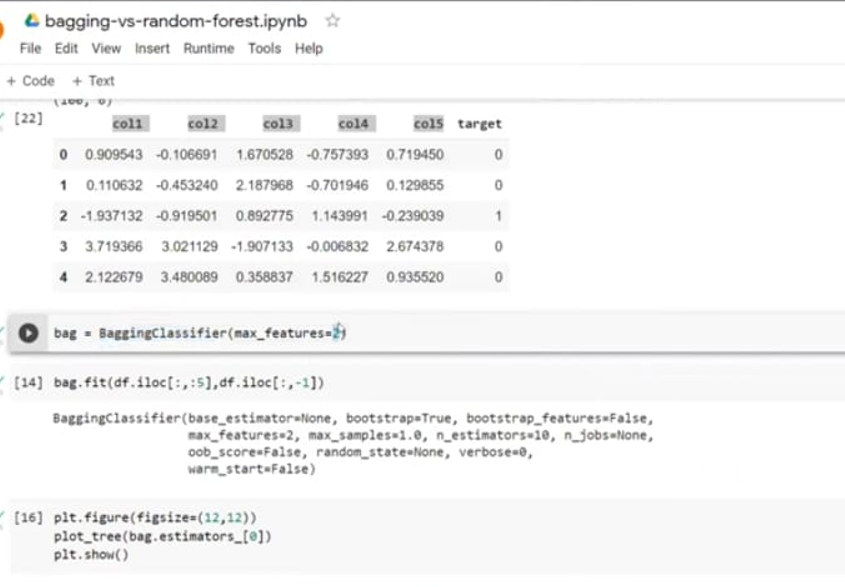 bagging-vs-random-forest.ipynb
File Edit View Insert Runtime Tools Help
+ Code + Text
(100, 6)
[22]
col1 col2 col3 col4 col5 target
0 0.909543 -0.106691 1.670528 -0.757393 0.719450 0
1 0.110632 -0.453240 2.187968 -0.701946 0.129855 0
2 -1.937132 -0.919501 0.892775 1.143991 -0.239039 1
3 3.719366 3.021129 -1.907133 -0.006832 2.674378 0
4 2.122679 3.480089 0.358837 1.516227 0.935520 0
bag = BaggingClassifier(max_features=2)
[14] bag.fit(df.iloc[:,:5],df.iloc[:,-1])
BaggingClassifier(base_estimator=None, bootstrap=True, bootstrap_features=False,
max_features=2, max_samples=1.0, n_estimators=10, n_jobs=None,
oob_score=False, random_state=None, verbose=0,
warm_start=False)
[16] plt.figure(figsize=(12,12))
plot_tree(bag.estimators_[0])
plt.show()